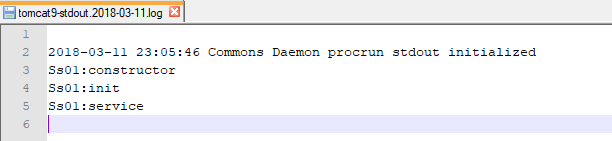 tomcat9-stdout.2018-03-11.log
1
2 2018-03-11 23:05:46 Commons Daemon procrun stdout initialized
3 Ss01:constructor
4 Ss01:init
5 Ss01:service
6